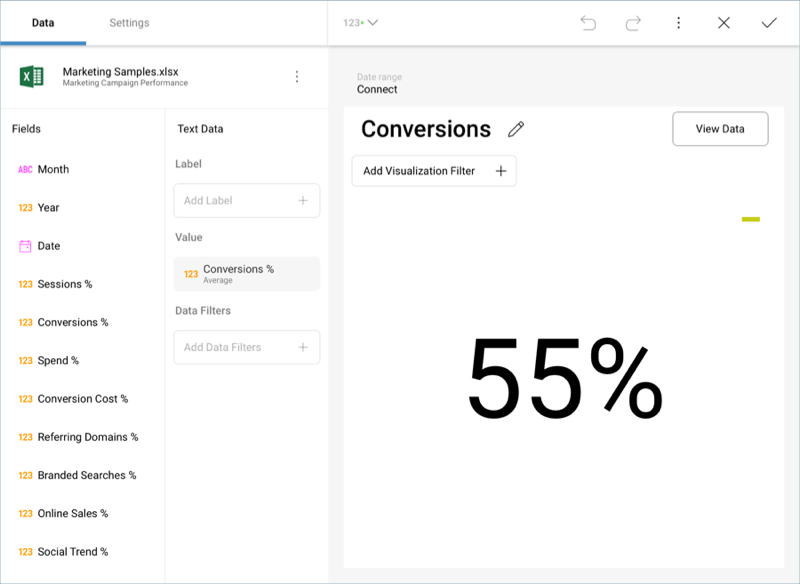 Data
Settings
123
Marketing Samples.xlsx
Marketing Campaign Performance
Fields
ABC Month
123 Year
Date
123 Sessions %
123 Conversions %
123 Spend %
123 Conversion Cost %
123 Referring Domains %
123 Branded Searches %
123 Online Sales %
123 Social Trend %
Text Data
Label
Add Label +
Value
123 Conversions %
Average
Data Filters
Add Data Filters +
Date range
Connect
Conversions
View Data
Add Visualization Filter +
55%